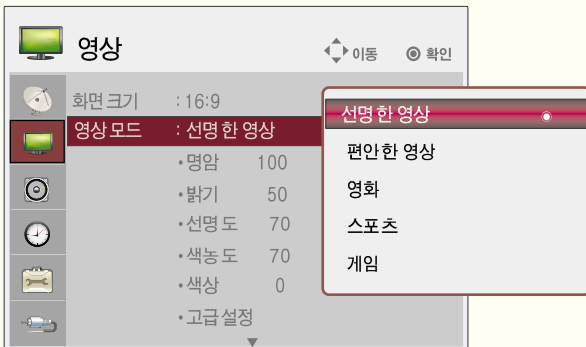 영상
이동 확인
화면 크기 : 16:9
영상 모드 : 선명한 영상
•명암 100
•밝기 50
•선명도 70
•색농도 70
•색상 0
•고급 설정
선명한 영상
편안한 영상
영화
스포츠
게임